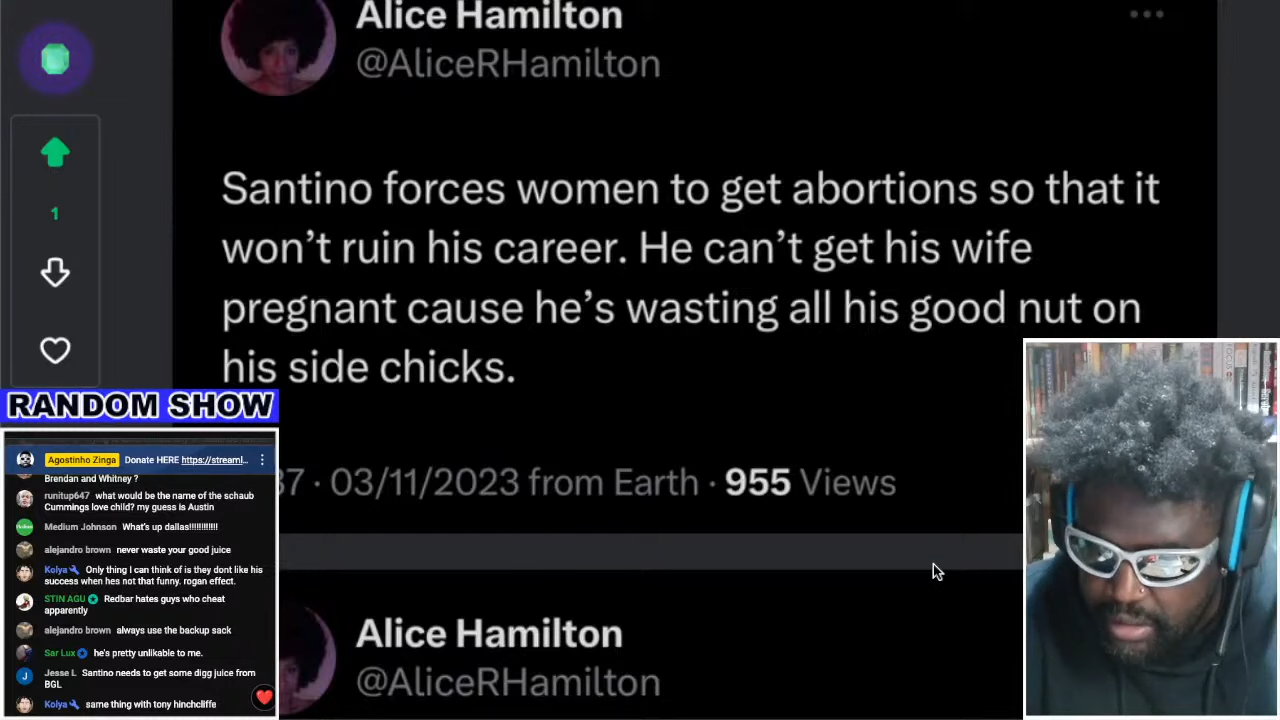 Alice Hamilton
@AliceRHamilton
Santino forces women to get abortions so that it
won't ruin his career. He can't get his wife
pregnant cause he's wasting all his good nut on
his side chicks.
37 · 03/11/2023 from Earth · 955 Views
Alice Hamilton
@AliceRHamilton
1
RANDOM SHOW
Agostinho Zinga Donate HERE https://streaml...
Brendan and Whitney ?
runitup647 what would be the name of the schaub
Cummings love child? my guess is Austin
Medium Johnson What's up dallas!!!!!!!!!!!!
alejandro brown never waste your good juice
Kolya Only thing I can think of is they dont like his
success when hes not that funny. rogan effect.
STIN AGU Redbar hates guys who cheat
apparently
alejandro brown always use the backup sack
Sar Lux he's pretty unlikable to me.
J
Jesse L Santino needs to get some digg juice from
BGL
Kolya same thing with tony hinchcliffe